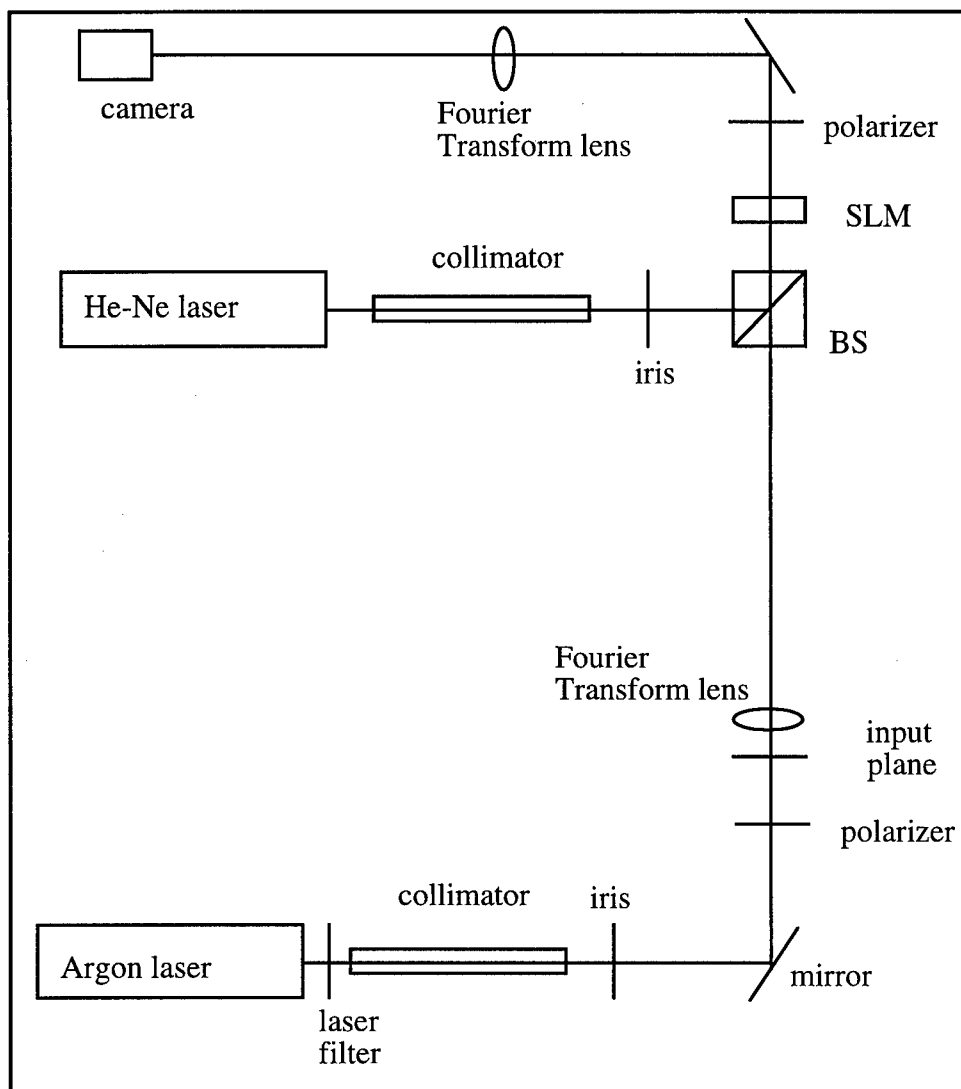 camera
Fourier
Transform lens
polarizer
SLM
collimator
He-Ne laser
BS
iris
Fourier
Transform lens
input
plane
polarizer
collimator
iris
Argon laser
mirror
laser
filter